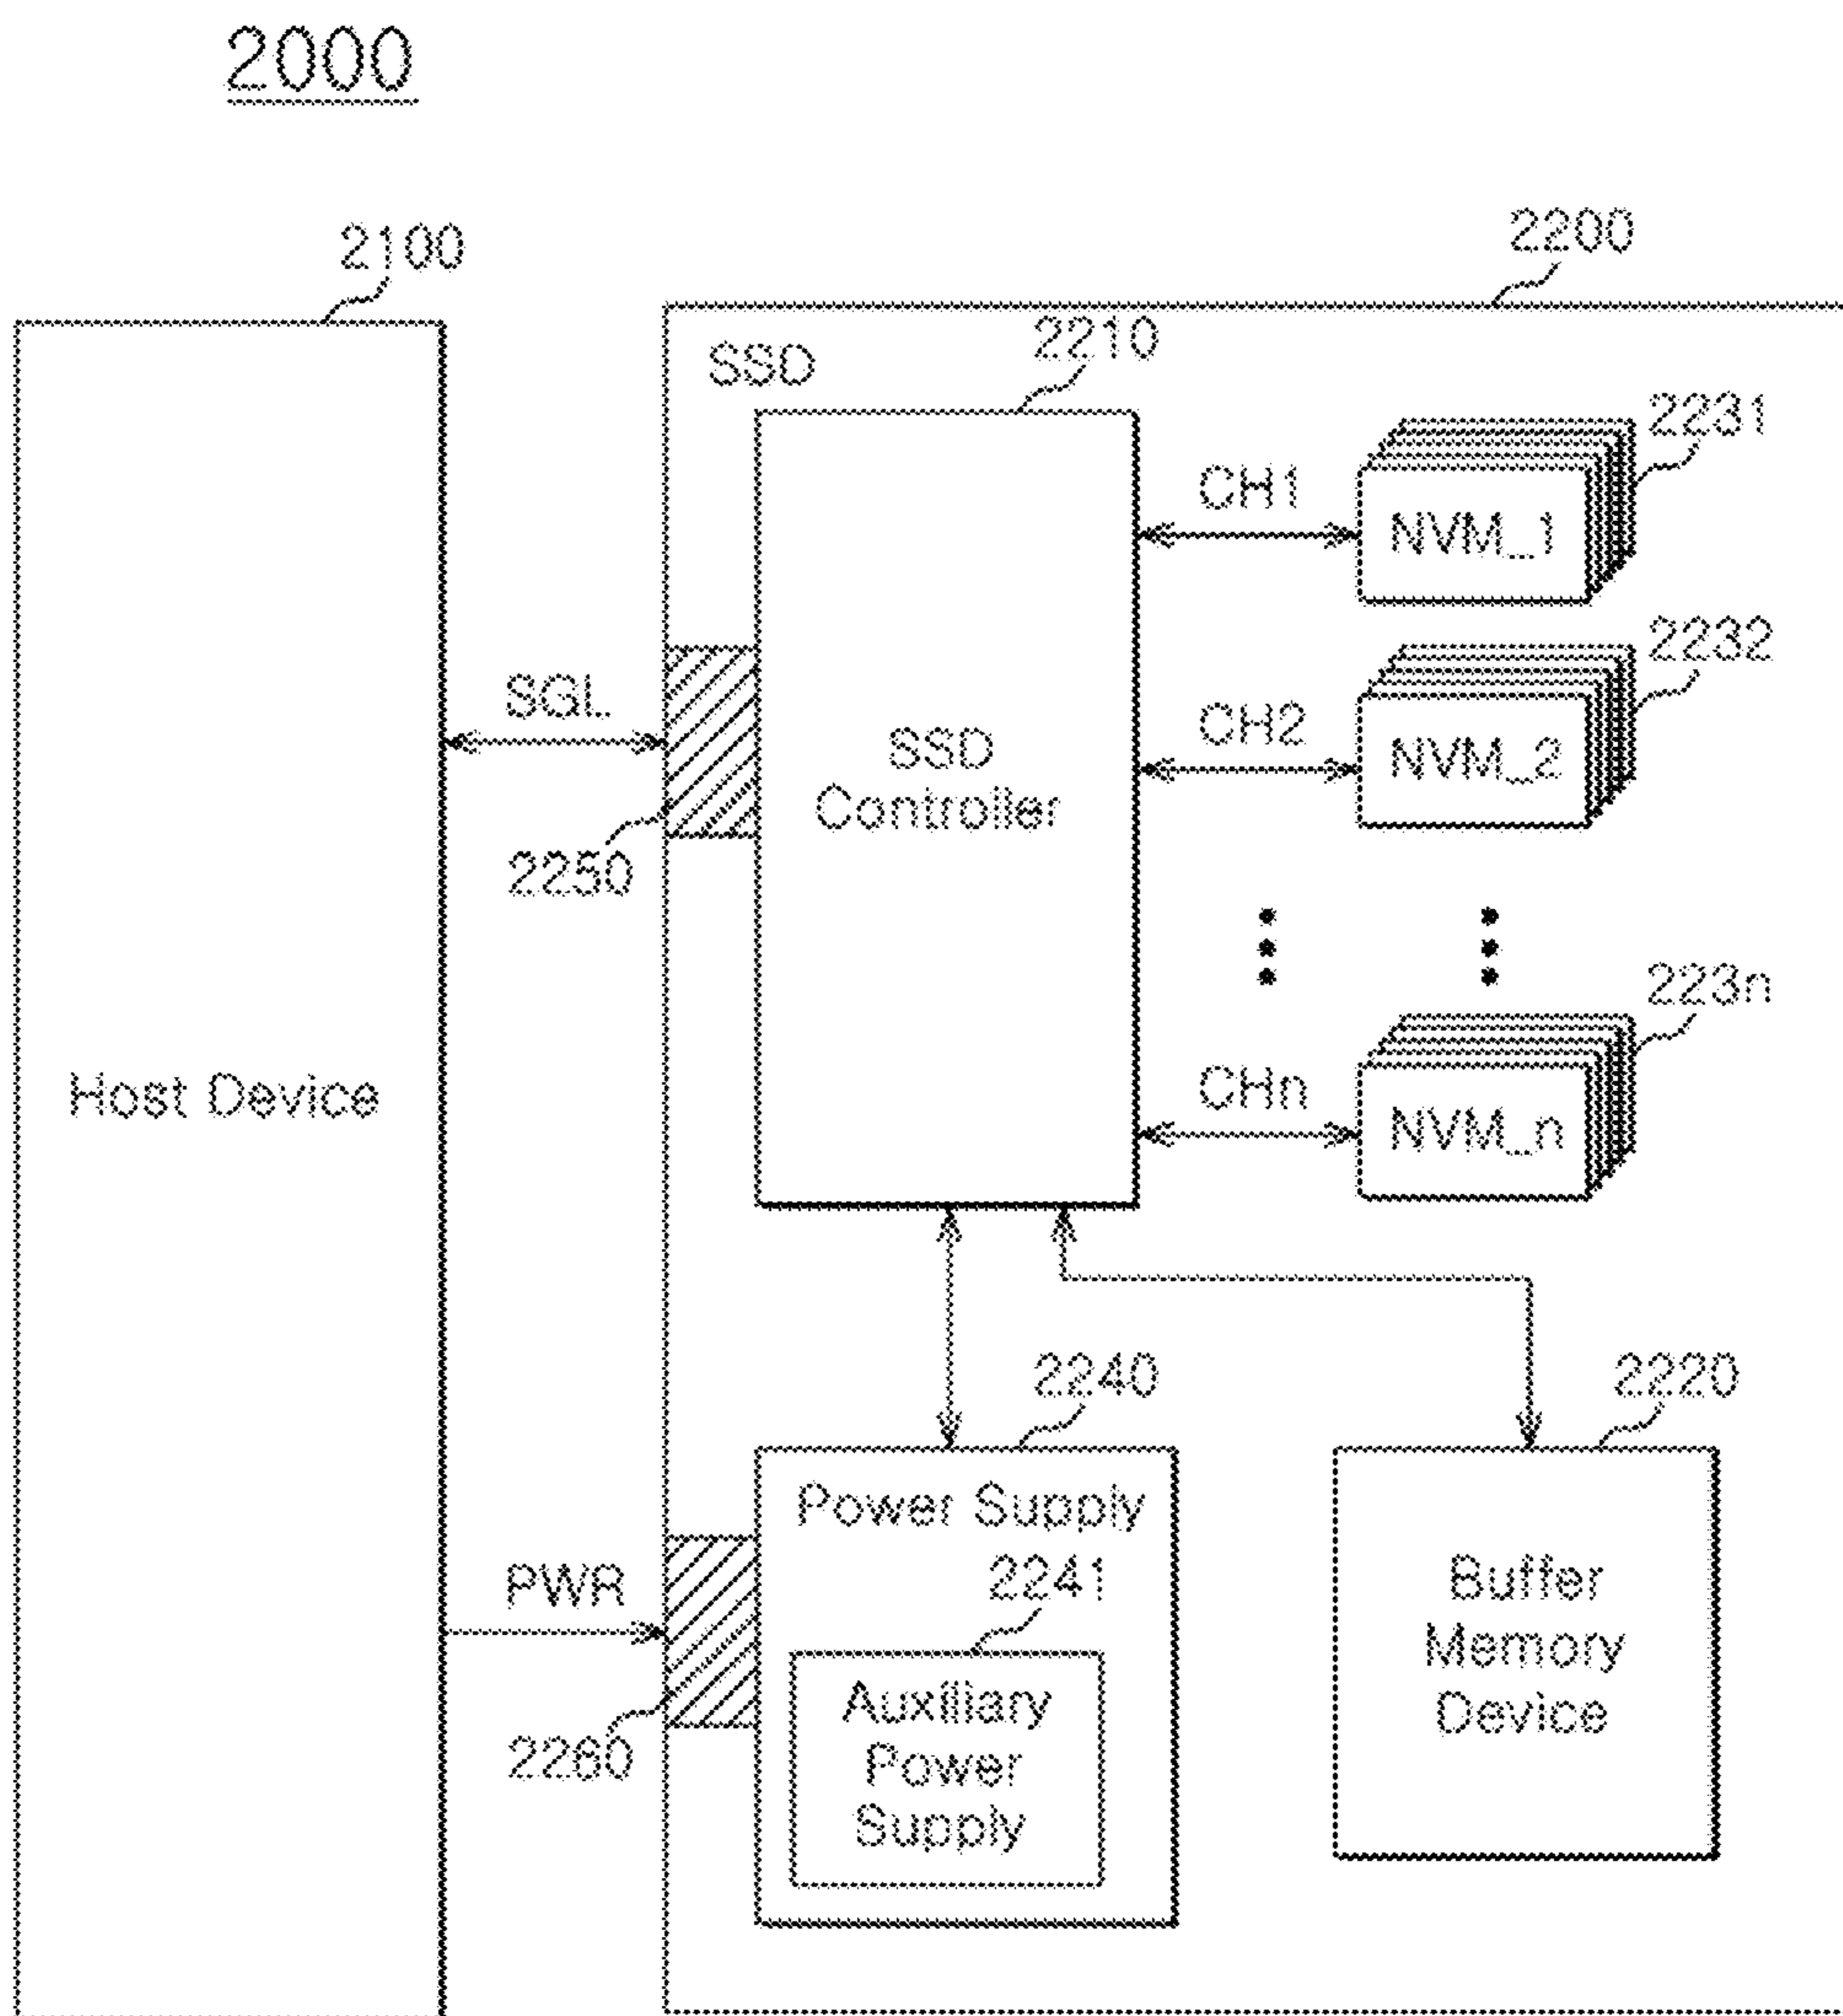 2000
2100
2200
SSD
2210
2231
CH1
NVM_1
2232
SGL
CH2
NVM_2
SSD
Controller
2250
223n
Host Device
CHn
NVM_n
2240
2220
Power Supply
PWR
2241
Buffer
Memory
Device
Auxiliary
Power
Supply
2260